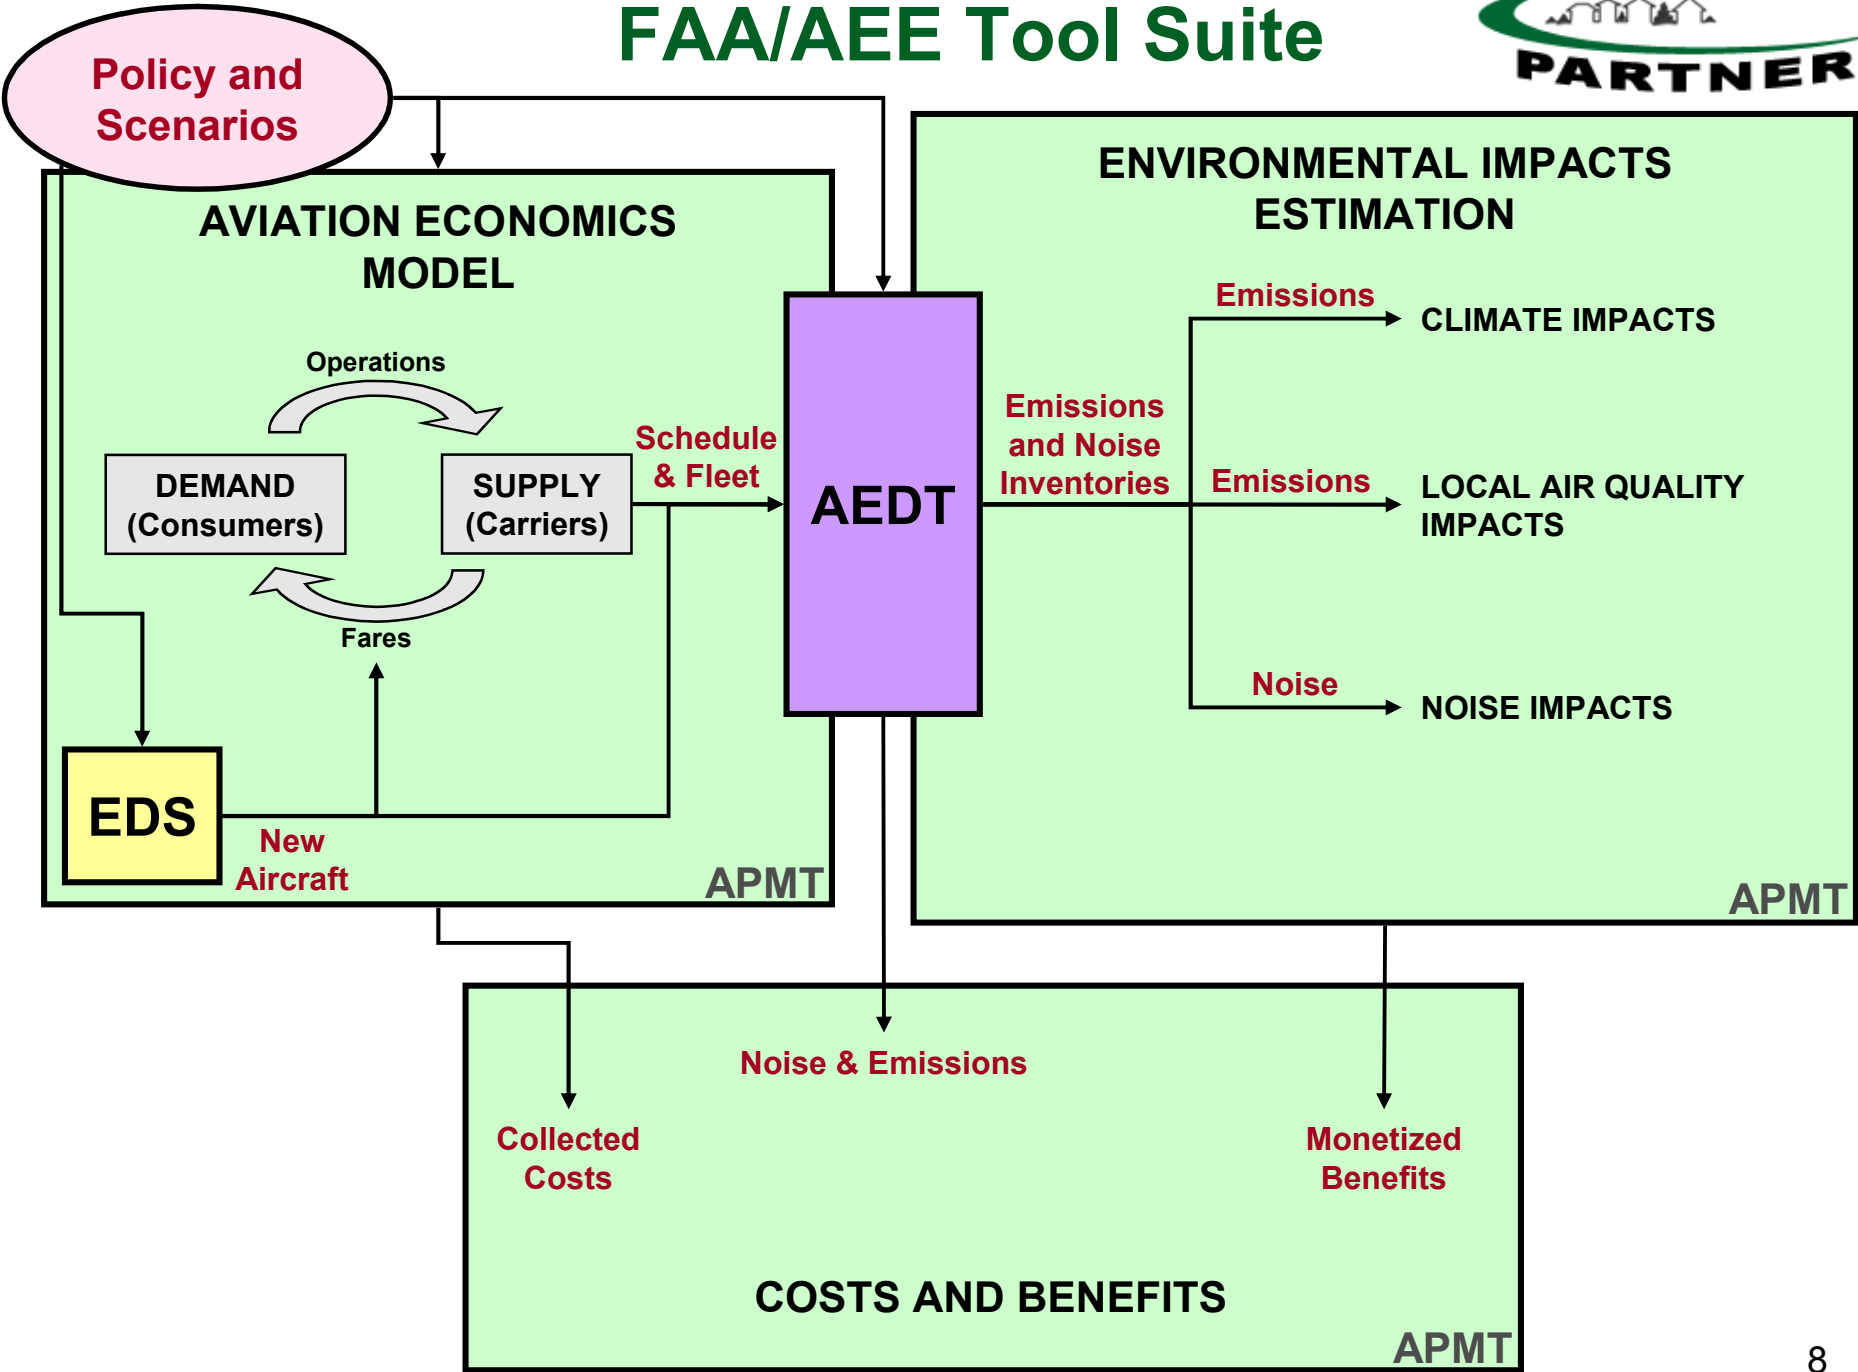 FAA/AEE Tool Suite
PARTNER
Policy and
Scenarios
AVIATION ECONOMICS
MODEL
Operations
DEMAND
(Consumers)
SUPPLY
(Carriers)
Fares
Schedule
& Fleet
EDS
New
Aircraft
APMT
AEDT
ENVIRONMENTAL IMPACTS
ESTIMATION
Emissions
and Noise
Inventories
Emissions
CLIMATE IMPACTS
Emissions
LOCAL AIR QUALITY
IMPACTS
Noise
NOISE IMPACTS
APMT
Noise & Emissions
Collected
Costs
Monetized
Benefits
COSTS AND BENEFITS
APMT
8